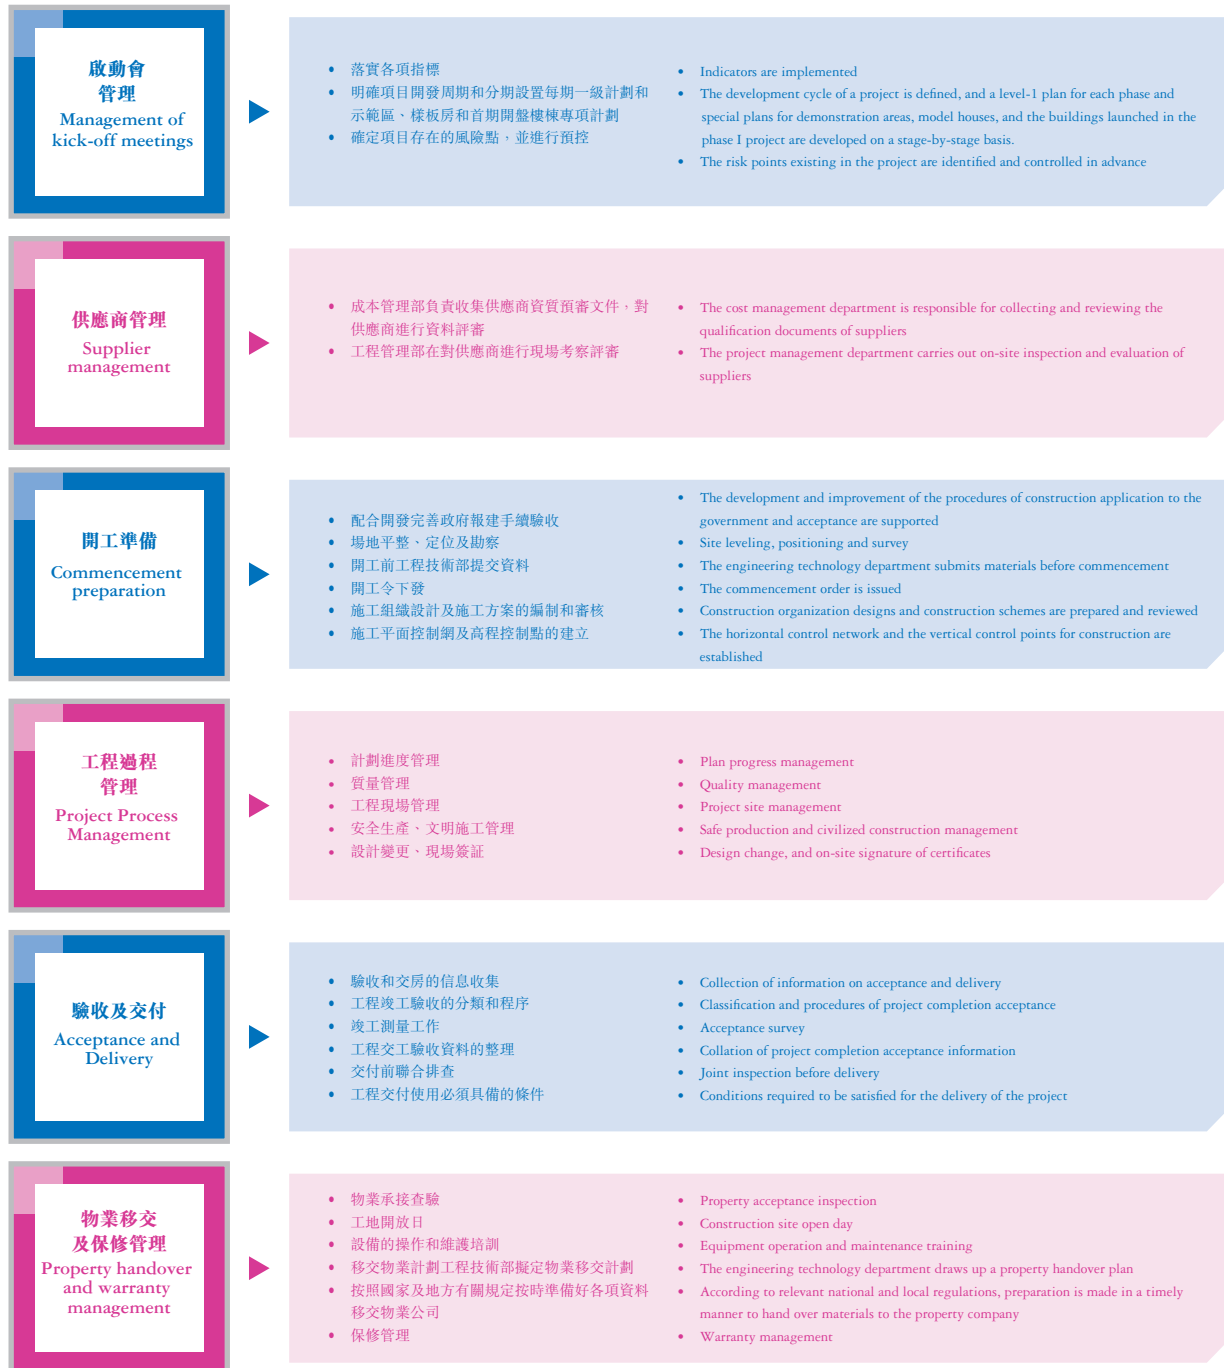 啟動會
管理
Management of
kick-off meetings
• 落實各項指標
• 明確項目開發周期和分期設置每期一級計劃和
示範區、樣板房和首期開盤樓棟專項計劃
• 確定項目存在的風險點，並進行預控
• Indicators are implemented
• The development cycle of a project is defined, and a level-1 plan for each phase and
special plans for demonstration areas, model houses, and the buildings launched in the
phase I project are developed on a stage-by-stage basis.
• The risk points existing in the project are identified and controlled in advance
供應商管理
Supplier
management
• 成本管理部負責收集供應商資質預審文件，對
供應商進行資料評審
• 工程管理部在對供應商進行現場考察評審
• The cost management department is responsible for collecting and reviewing the
qualification documents of suppliers
• The project management department carries out on-site inspection and evaluation of
suppliers
開工準備
Commencement
preparation
• 配合開發完善政府報建手續驗收
• 場地平整、定位及勘察
• 開工前工程技術部提交資料
• 開工令下發
• 施工組織設計及施工方案的編制和審核
• 施工平面控制網及高程控制點的建立
• The development and improvement of the procedures of construction application to the
government and acceptance are supported
• Site leveling, positioning and survey
• The engineering technology department submits materials before commencement
• The commencement order is issued
• Construction organization designs and construction schemes are prepared and reviewed
• The horizontal control network and the vertical control points for construction are
established
工程過程
管理
Project Process
Management
• 計劃進度管理
• 質量管理
• 工程現場管理
• 安全生產、文明施工管理
• 設計變更、現場簽証
• Plan progress management
• Quality management
• Project site management
• Safe production and civilized construction management
• Design change, and on-site signature of certificates
驗收及交付
Acceptance and
Delivery
• 驗收和交房的信息收集
• 工程竣工驗收的分類和程序
• 竣工測量工作
• 工程交工驗收資料的整理
• 交付前聯合排查
• 工程交付使用必須具備的條件
• Collection of information on acceptance and delivery
• Classification and procedures of project completion acceptance
• Acceptance survey
• Collation of project completion acceptance information
• Joint inspection before delivery
• Conditions required to be satisfied for the delivery of the project
物業移交
及保修管理
Property handover
and warranty
management
• 物業承接查驗
• 工地開放日
• 設備的操作和維護培訓
• 移交物業計劃工程技術部擬定物業移交計劃
• 按照國家及地方有關規定按時準備好各項資料
移交物業公司
• 保修管理
• Property acceptance inspection
• Construction site open day
• Equipment operation and maintenance training
• The engineering technology department draws up a property handover plan
• According to relevant national and local regulations, preparation is made in a timely
manner to hand over materials to the property company
• Warranty management